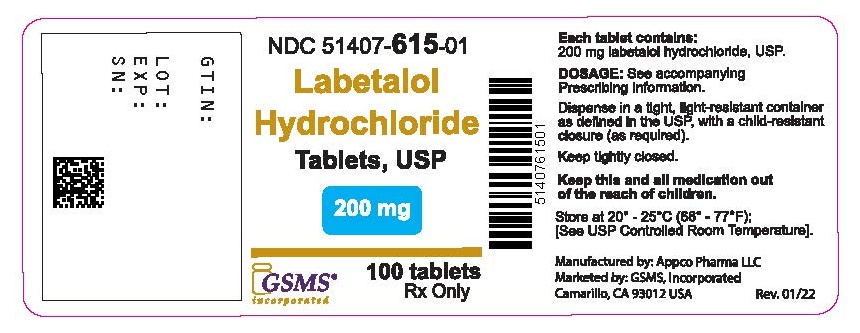 GTIN:
LOT:
EXP:
SN:
NDC 51407-615-01
Labetalol
Hydrochloride
Tablets, USP
200 mg
GSMS®
incorporated
100 tablets
Rx Only
5140761501
Each tablet contains:
200 mg labetalol hydrochloride, USP.
DOSAGE: See accompanying
Prescribing Information.
Dispense in a tight, light-resistant container
as defined in the USP, with a child-resistant
closure (as required).
Keep tightly closed.
Keep this and all medication out
of the reach of children.
Store at 20° - 25°C (68° - 77°F);
[See USP Controlled Room Temperature].
Manufactured by: Appco Pharma LLC
Marketed by: GSMS, Incorporated
Camarillo, CA 93012 USA Rev. 01/22